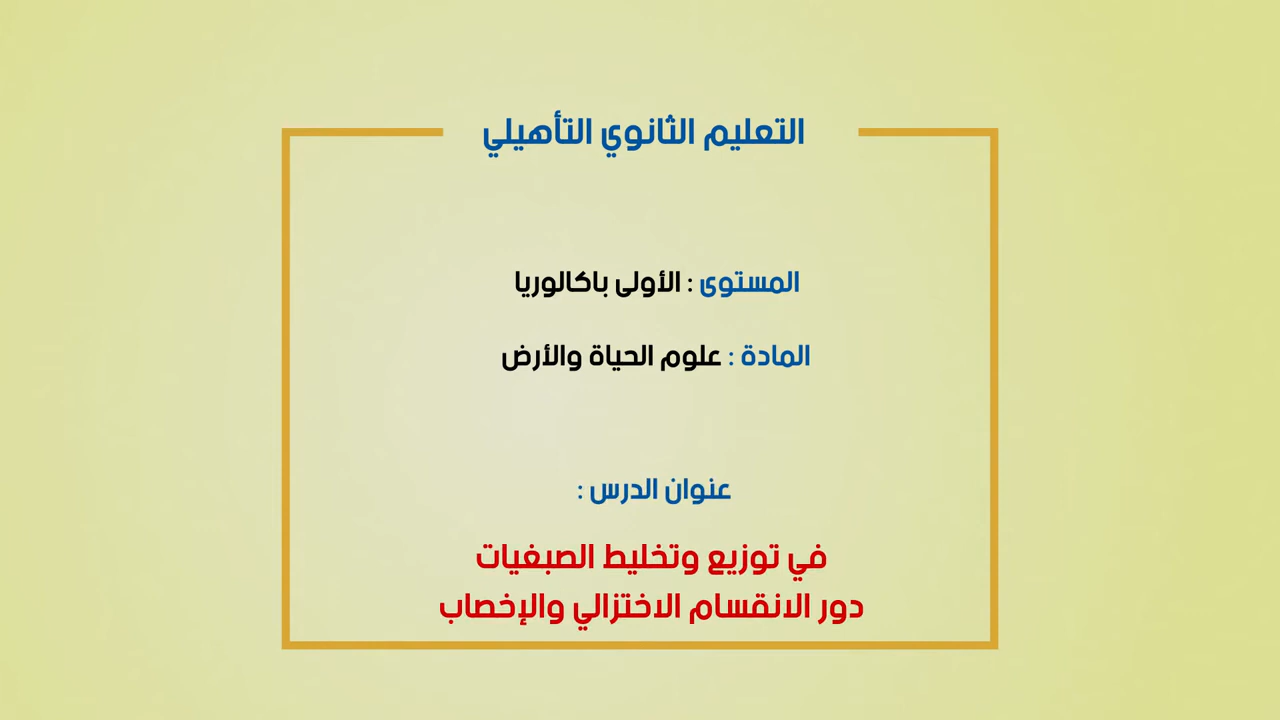 التعليم الثانوي التأهيلي
المستوى : الأولى باكالوريا
المادة : علوم الحياة والأرض
عنوان الدرس :
في توزيع وتخليط الصبغيات
دور الانقسام الاختزالي والإخصاب